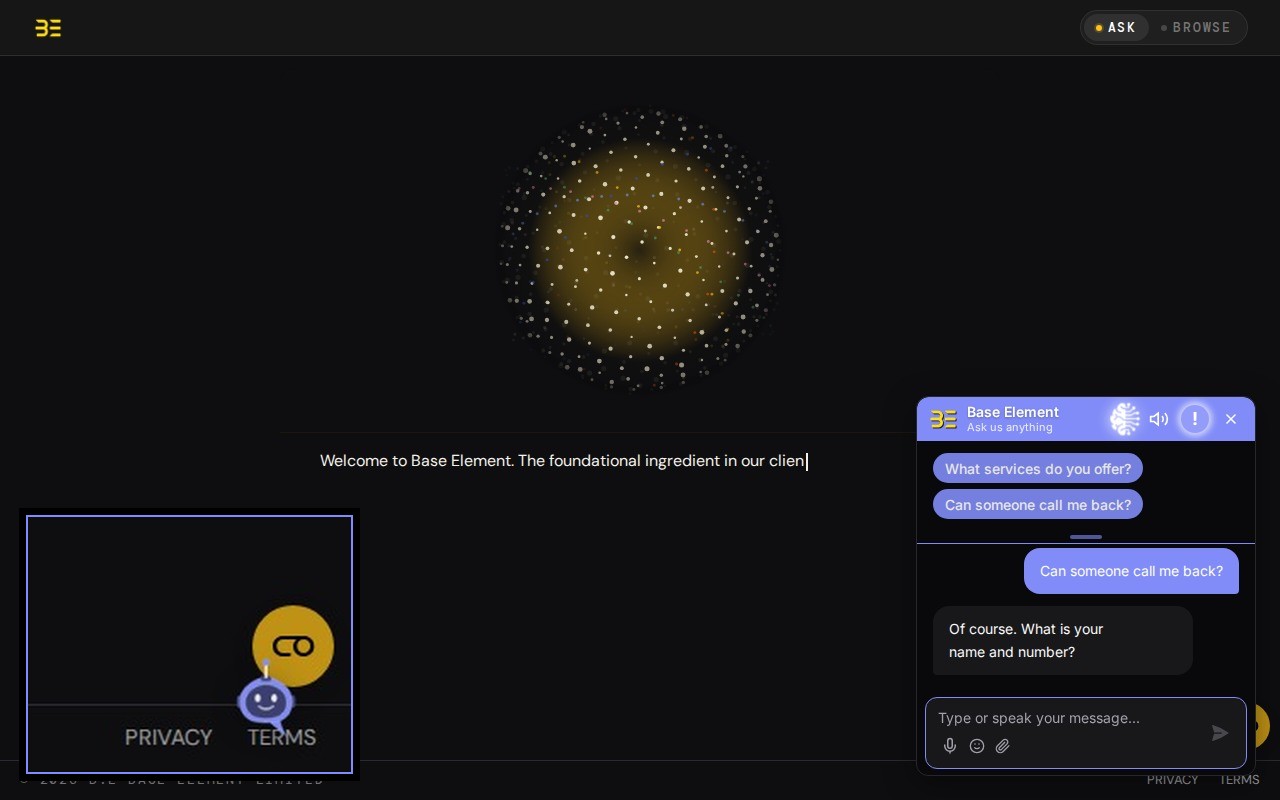 BE
ASK
BROWSE
Welcome to Base Element. The foundational ingredient in our clien
BE
Base Element
Ask us anything
!
What services do you offer?
Can someone call me back?
Can someone call me back?
Of course. What is your
name and number?
Type or speak your message...
PRIVACY TERMS
PRIVACY TERMS